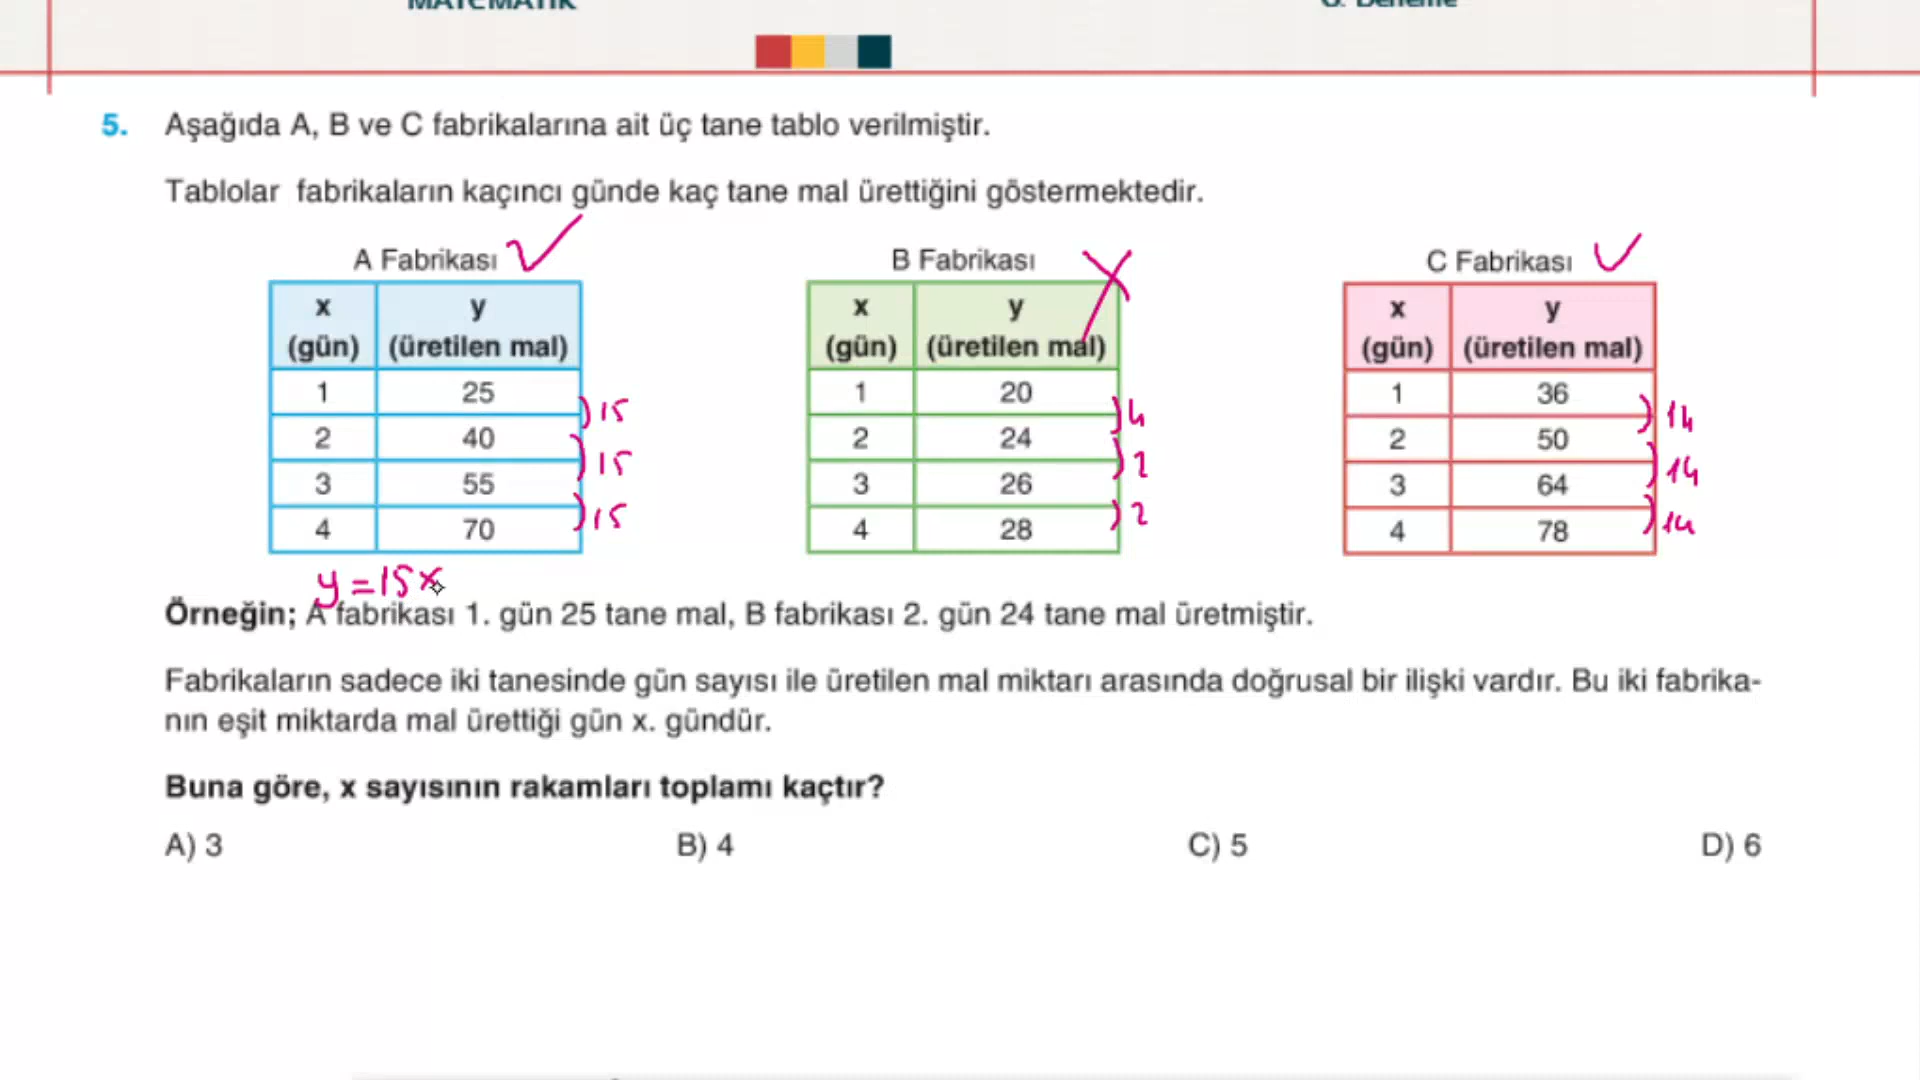 MATEMATİK
5. Aşağıda A, B ve C fabrikalarına ait üç tane tablo verilmiştir.
Tablolar fabrikaların kaçıncı günde kaç tane mal ürettiğini göstermektedir.
A Fabrikası
x y
(gün) (üretilen mal)
1 25
2 40
3 55
4 70
)15
)15
)15
y=15x
B Fabrikası
x y
(gün) (üretilen mal)
1 20
2 24
3 26
4 28
)4
)2
)2
C Fabrikası
x y
(gün) (üretilen mal)
1 36
2 50
3 64
4 78
)14
)14
)14
Örneğin; A fabrikası 1. gün 25 tane mal, B fabrikası 2. gün 24 tane mal üretmiştir.
Fabrikaların sadece iki tanesinde gün sayısı ile üretilen mal miktarı arasında doğrusal bir ilişki vardır. Bu iki fabrika-
nın eşit miktarda mal ürettiği gün x. gündür.
Buna göre, x sayısının rakamları toplamı kaçtır?
A) 3 B) 4 C) 5 D) 6